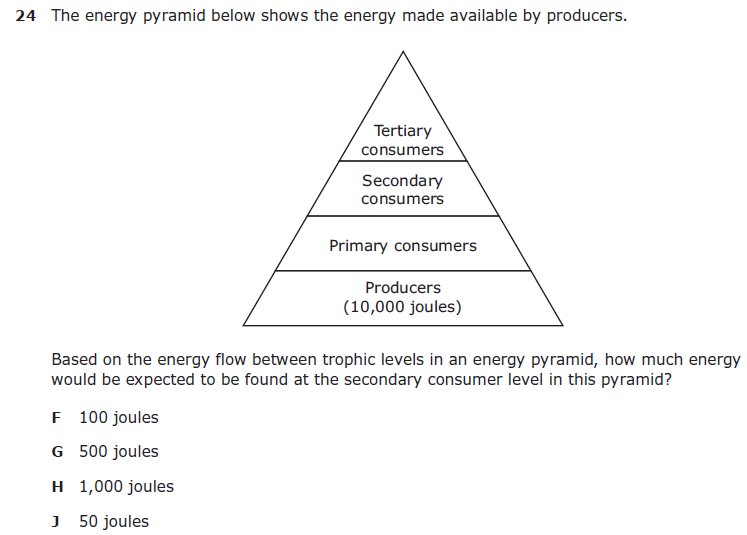 24 The energy pyramid below shows the energy made available by producers.
Tertiary
consumers
Secondary
consumers
Primary consumers
Producers
(10,000 joules)
Based on the energy flow between trophic levels in an energy pyramid, how much energy
would be expected to be found at the secondary consumer level in this pyramid?
F 100 joules
G 500 joules
H 1,000 joules
J 50 joules